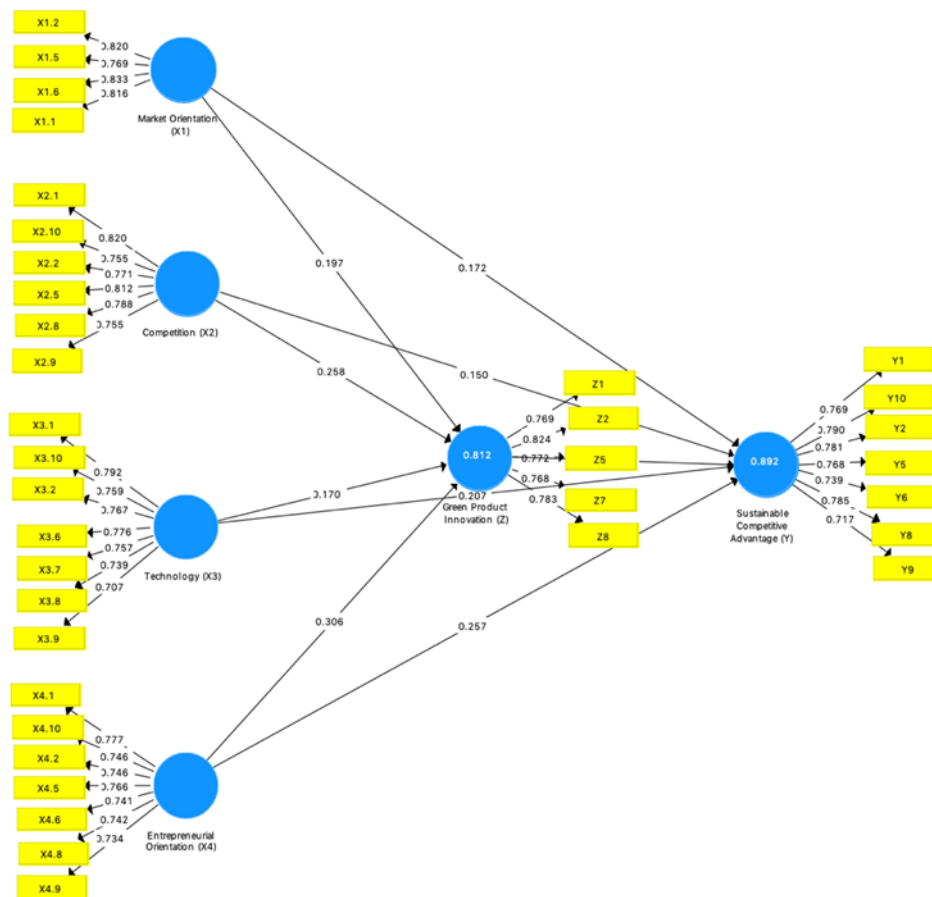 X1.2
X1.5
X1.6
X1.1
0.820
0.769
0.833
0.816
Market Orientation
(X1)
X2.1
X2.10
X2.2
X2.5
X2.8
X2.9
0.820
0.755
0.771
0.812
0.788
0.755
Competition (X2)
X3.1
X3.10
X3.2
X3.6
X3.7
X3.8
X3.9
0.792
0.759
0.767
0.776
0.757
0.739
0.707
Technology (X3)
X4.1
X4.10
X4.2
X4.5
X4.6
X4.8
X4.9
0.777
0.746
0.746
0.766
0.741
0.742
0.734
Entrepreneurial
Orientation (X4)
0.197
0.172
0.258
0.150
0.170
0.207
0.306
0.257
0.812
Green Product
Innovation (Z)
0.769
0.824
0.772
0.768
0.783
Z1
Z2
Z5
Z7
Z8
0.892
Sustainable
Competitive
Advantage (Y)
0.769
0.790
0.781
0.768
0.739
0.785
0.717
Y1
Y10
Y2
Y5
Y6
Y8
Y9